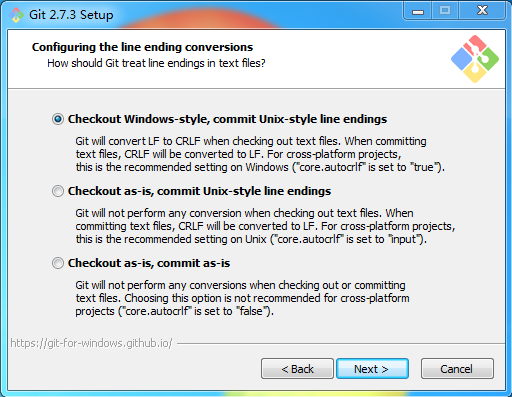 Git 2.7.3 Setup
Configuring the line ending conversions
How should Git treat line endings in text files?
Checkout Windows-style, commit Unix-style line endings
Git will convert LF to CRLF when checking out text files. When committing
text files, CRLF will be converted to LF. For cross-platform projects,
this is the recommended setting on Windows ("core.autocrlf" is set to "true").
Checkout as-is, commit Unix-style line endings
Git will not perform any conversion when checking out text files. When
committing text files, CRLF will be converted to LF. For cross-platform projects,
this is the recommended setting on Unix ("core.autocrlf" is set to "input").
Checkout as-is, commit as-is
Git will not perform any conversions when checking out or committing
text files. Choosing this option is not recommended for cross-platform
projects ("core.autocrlf" is set to "false").
https://git-for-windows.github.io/
< Back
Next >
Cancel